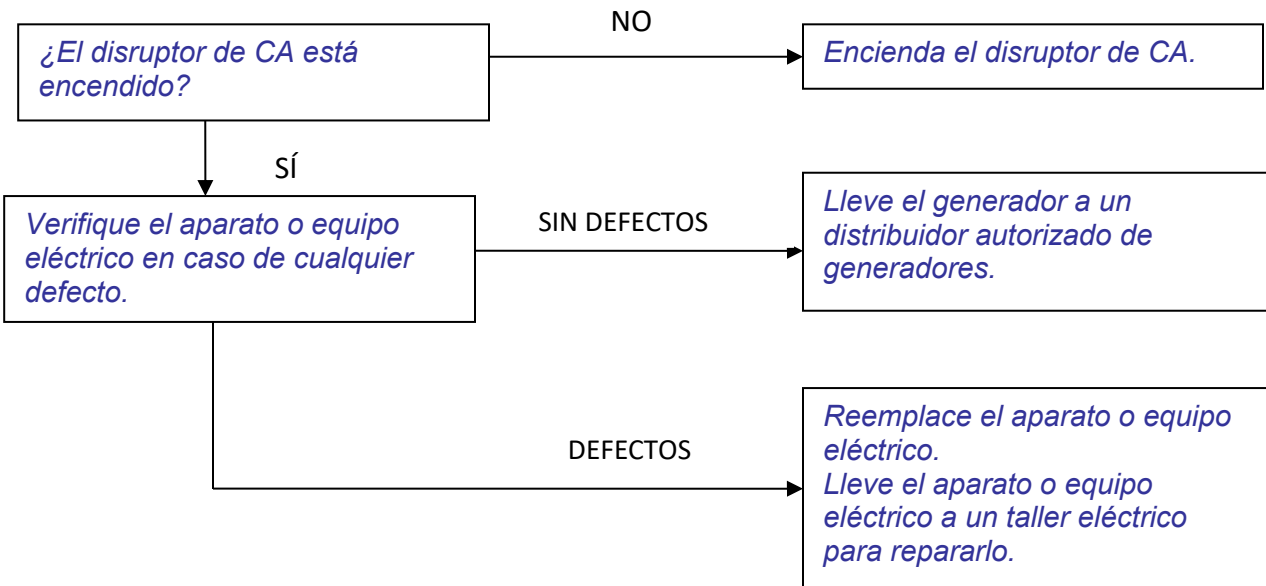 NO
¿El disruptor de CA está
encendido?
Encienda el disruptor de CA.
SÍ
Verifique el aparato o equipo
eléctrico en caso de cualquier
defecto.
SIN DEFECTOS
Lleve el generador a un
distribuidor autorizado de
generadores.
DEFECTOS
Reemplace el aparato o equipo
eléctrico.
Lleve el aparato o equipo
eléctrico a un taller eléctrico
para repararlo.